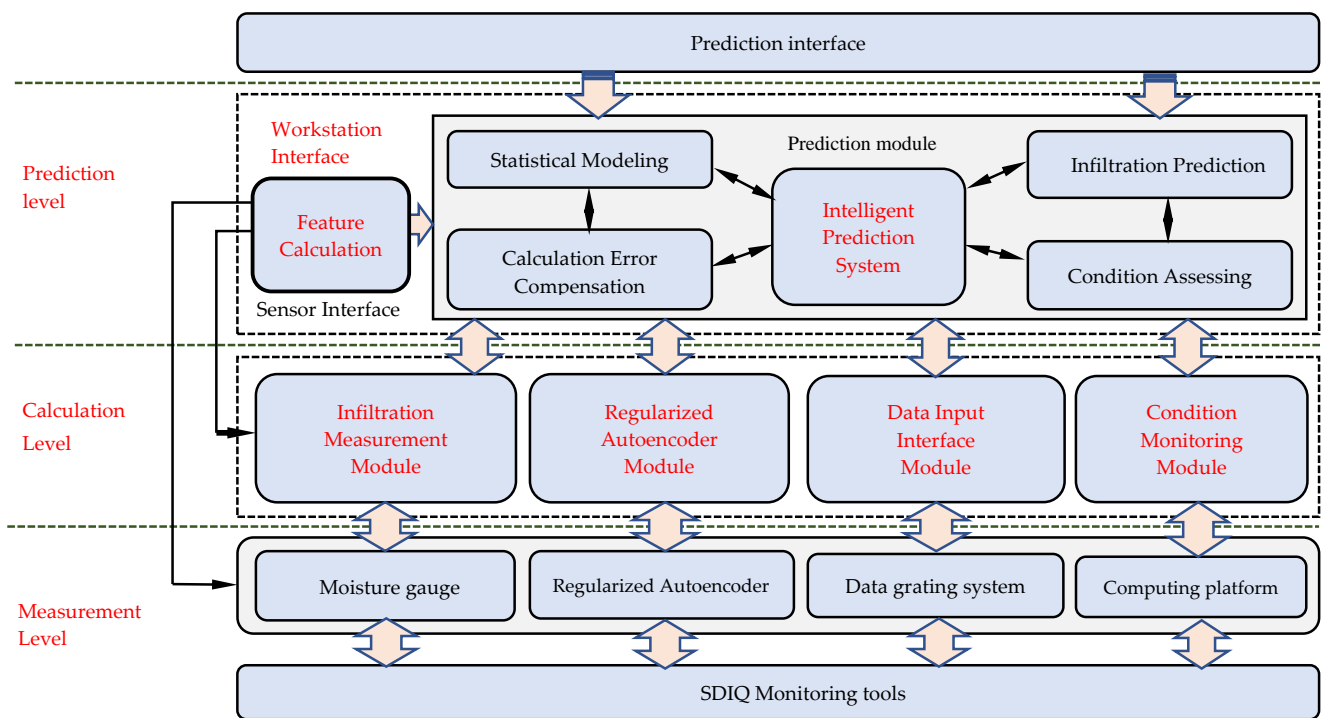 Prediction interface
Prediction
level
Workstation
Interface
Feature
Calculation
Sensor Interface
Statistical Modeling
Calculation Error
Compensation
Prediction module
Intelligent
Prediction
System
Infiltration Prediction
Condition Assessing
Calculation
Level
Infiltration
Measurement
Module
Regularized
Autoencoder
Module
Data Input
Interface
Module
Condition
Monitoring
Module
Measurement
Level
Moisture gauge
Regularized Autoencoder
Data grating system
Computing platform
SDIQ Monitoring tools